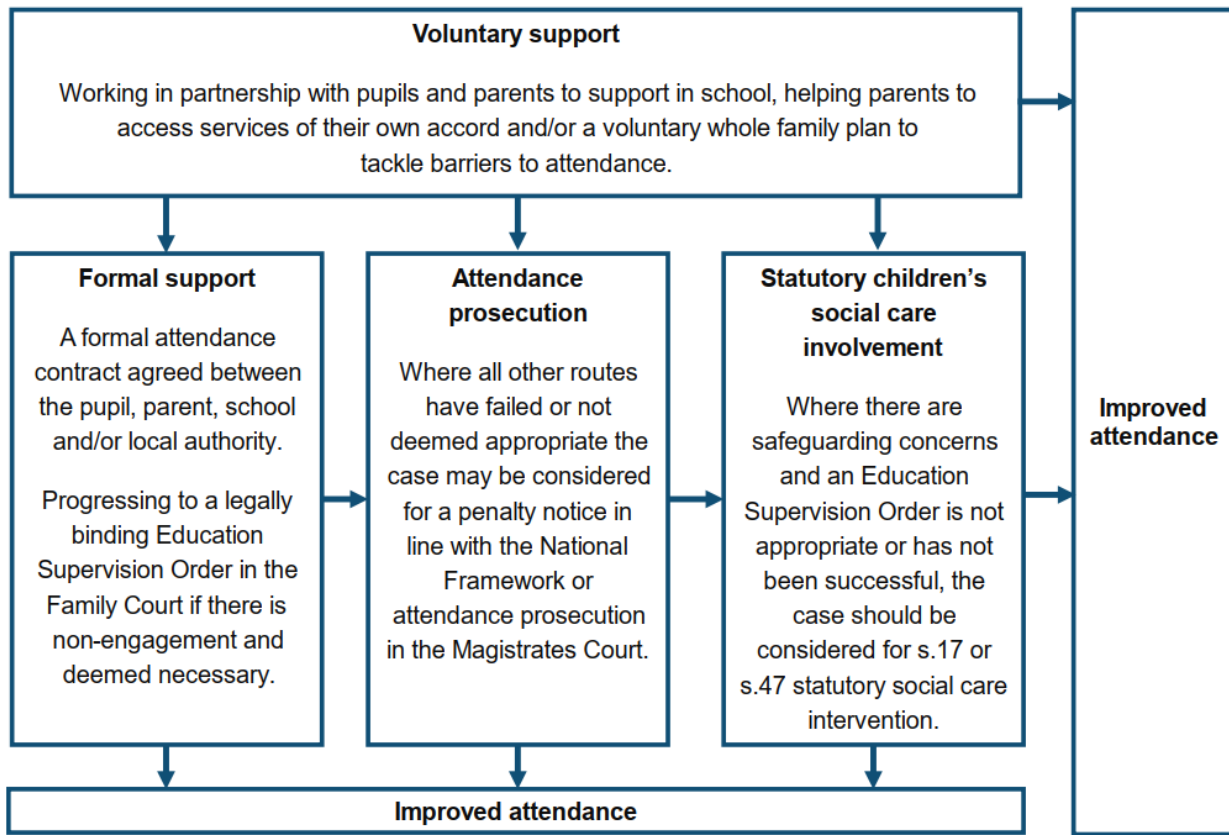 Voluntary support
Working in partnership with pupils and parents to support in school, helping parents to
access services of their own accord and/or a voluntary whole family plan to
tackle barriers to attendance.
Formal support
A formal attendance
contract agreed between
the pupil, parent, school
and/or local authority.
Progressing to a legally
binding Education
Supervision Order in the
Family Court if there is
non-engagement and
deemed necessary.
Attendance
prosecution
Where all other routes
have failed or not
deemed appropriate the
case may be considered
for a penalty notice in
line with the National
Framework or
attendance prosecution
in the Magistrates Court.
Statutory children’s
social care
involvement
Where there are
safeguarding concerns
and an Education
Supervision Order is not
appropriate or has not
been successful, the
case should be
considered for s.17 or
s.47 statutory social care
intervention.
Improved
attendance
Improved attendance